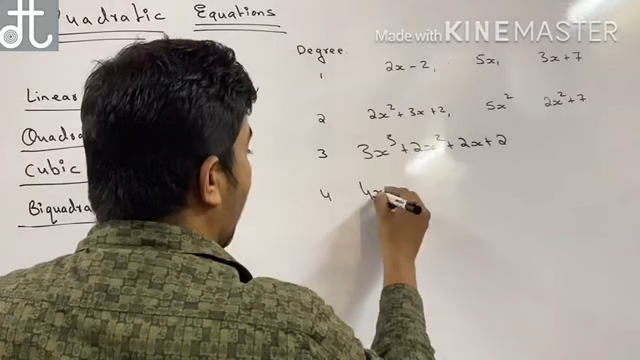 Quadratic Equations
Made with KINEMASTER
Degree
1 2x-2, 5x, 3x+7
Linear
2 2x²+3x+2, 5x² 2x²+7
Quadra
3 3x³+2x²+2x+2
Cubic
4 4x
Biquadra